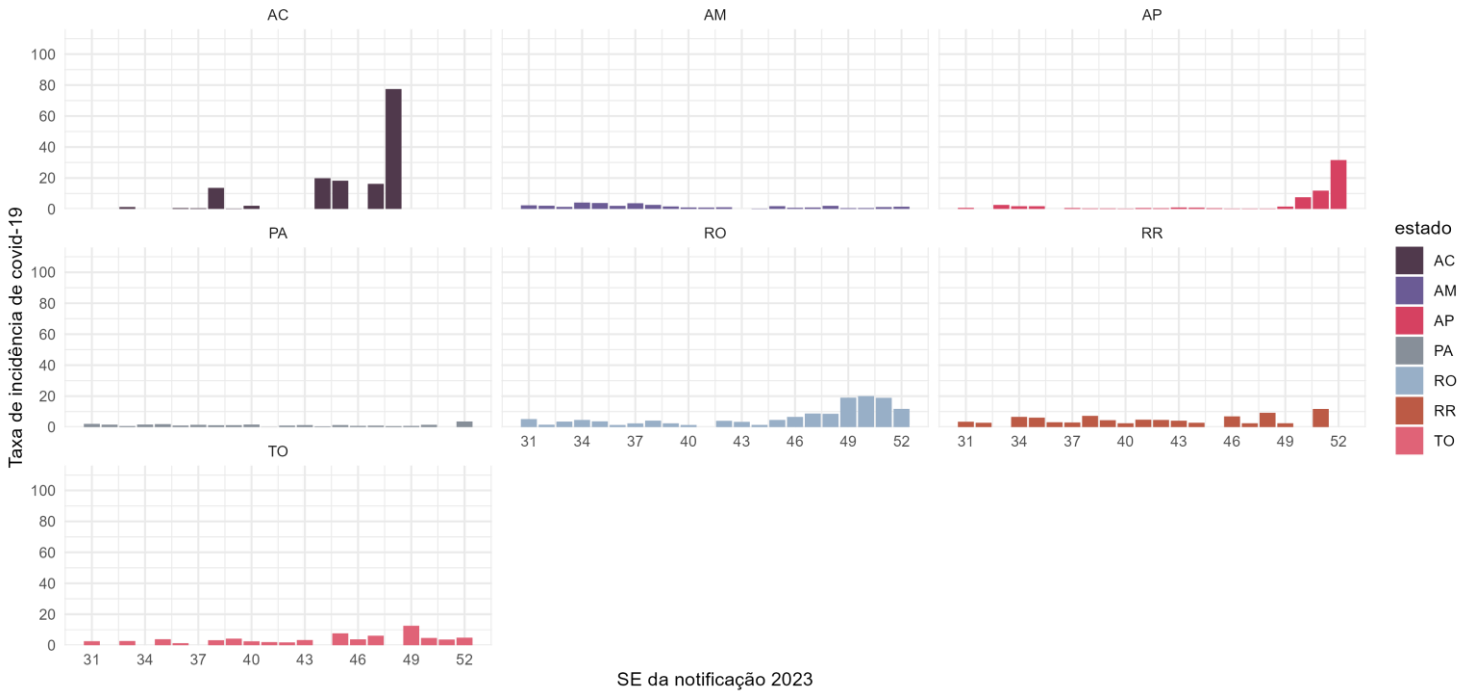 AC AM AP
100
80
60
40
20
0
PA RO RR
100
80
60
40
20
0
31 34 37 40 43 46 49 52 31 34 37 40 43 46 49 52
TO
100
80
60
40
20
0
31 34 37 40 43 46 49 52
SE da notificação 2023
Taxa de incidência de covid-19
estado
AC
AM
AP
PA
RO
RR
TO